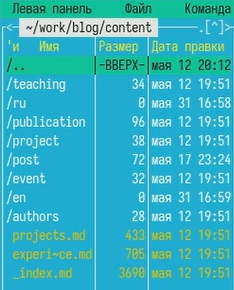 Левая панель Файл Команда
~/work/blog/content .[^]>
'и Имя Размер Дата правки
/.. -ВВЕРХ- мая 12 20:12
/teaching 34 мая 12 19:51
/ru 0 мая 31 16:58
/publication 96 мая 12 19:51
/project 38 мая 12 19:51
/post 72 мая 17 23:24
/event 32 мая 12 19:51
/en 0 мая 31 16:59
/authors 28 мая 12 19:51
projects.md 433 мая 12 19:51
experi~ce.md 705 мая 12 19:51
_index.md 3690 мая 12 19:51